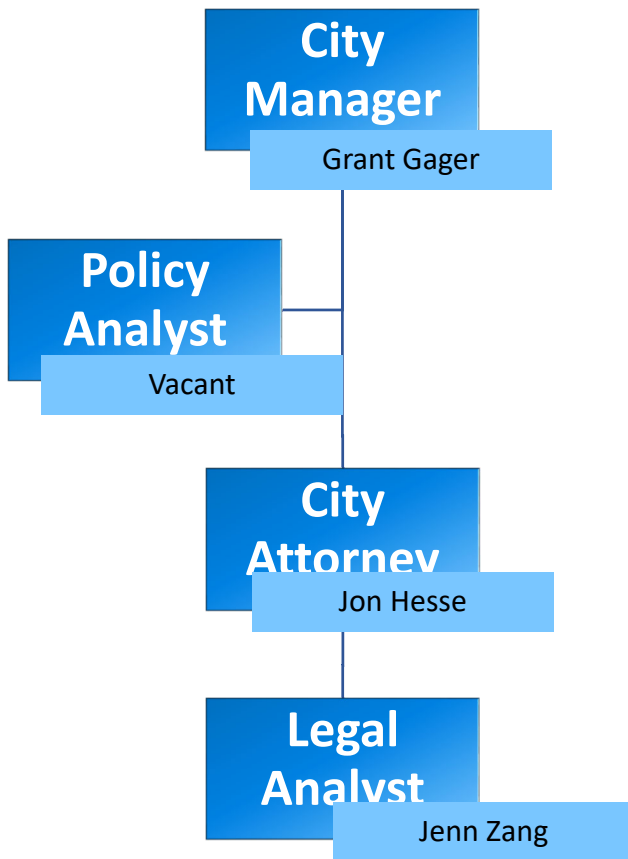 City
Manager
Grant Gager
Policy
Analyst
Vacant
City
Attorney
Jon Hesse
Legal
Analyst
Jenn Zang